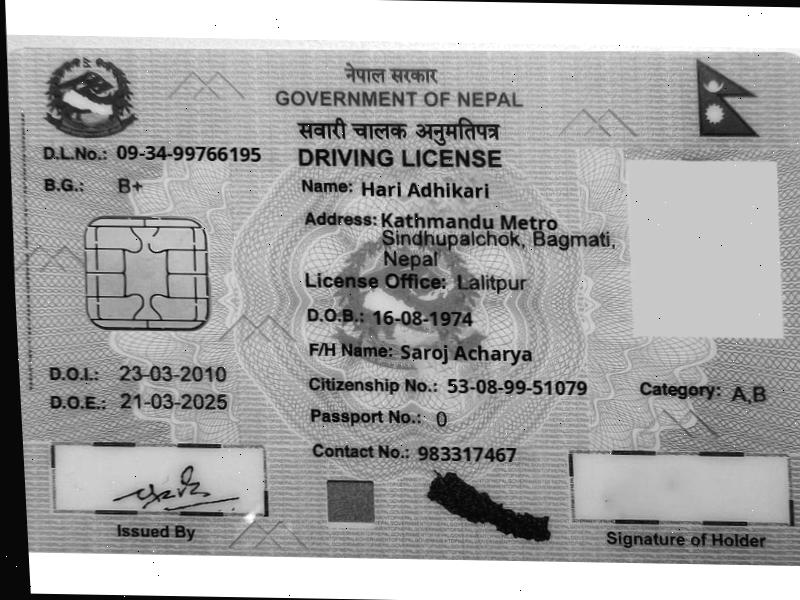 नेपाल सरकार
GOVERNMENT OF NEPAL
सवारी चालक अनुमतिपत्र
DRIVING LICENSE
D.L.No.: 09-34-99766195
B.G.: B+
Name: Hari Adhikari
Address: Kathmandu Metro
Sindhupalchok, Bagmati,
Nepal
License Office: Lalitpur
D.O.B.: 16-08-1974
F/H Name: Saroj Acharya
D.O.I.: 23-03-2010
Citizenship No.: 53-08-99-51079
Category: A,B
D.O.E.: 21-03-2025
Passport No.: 0
Contact No.: 983317467
Issued By
Signature of Holder